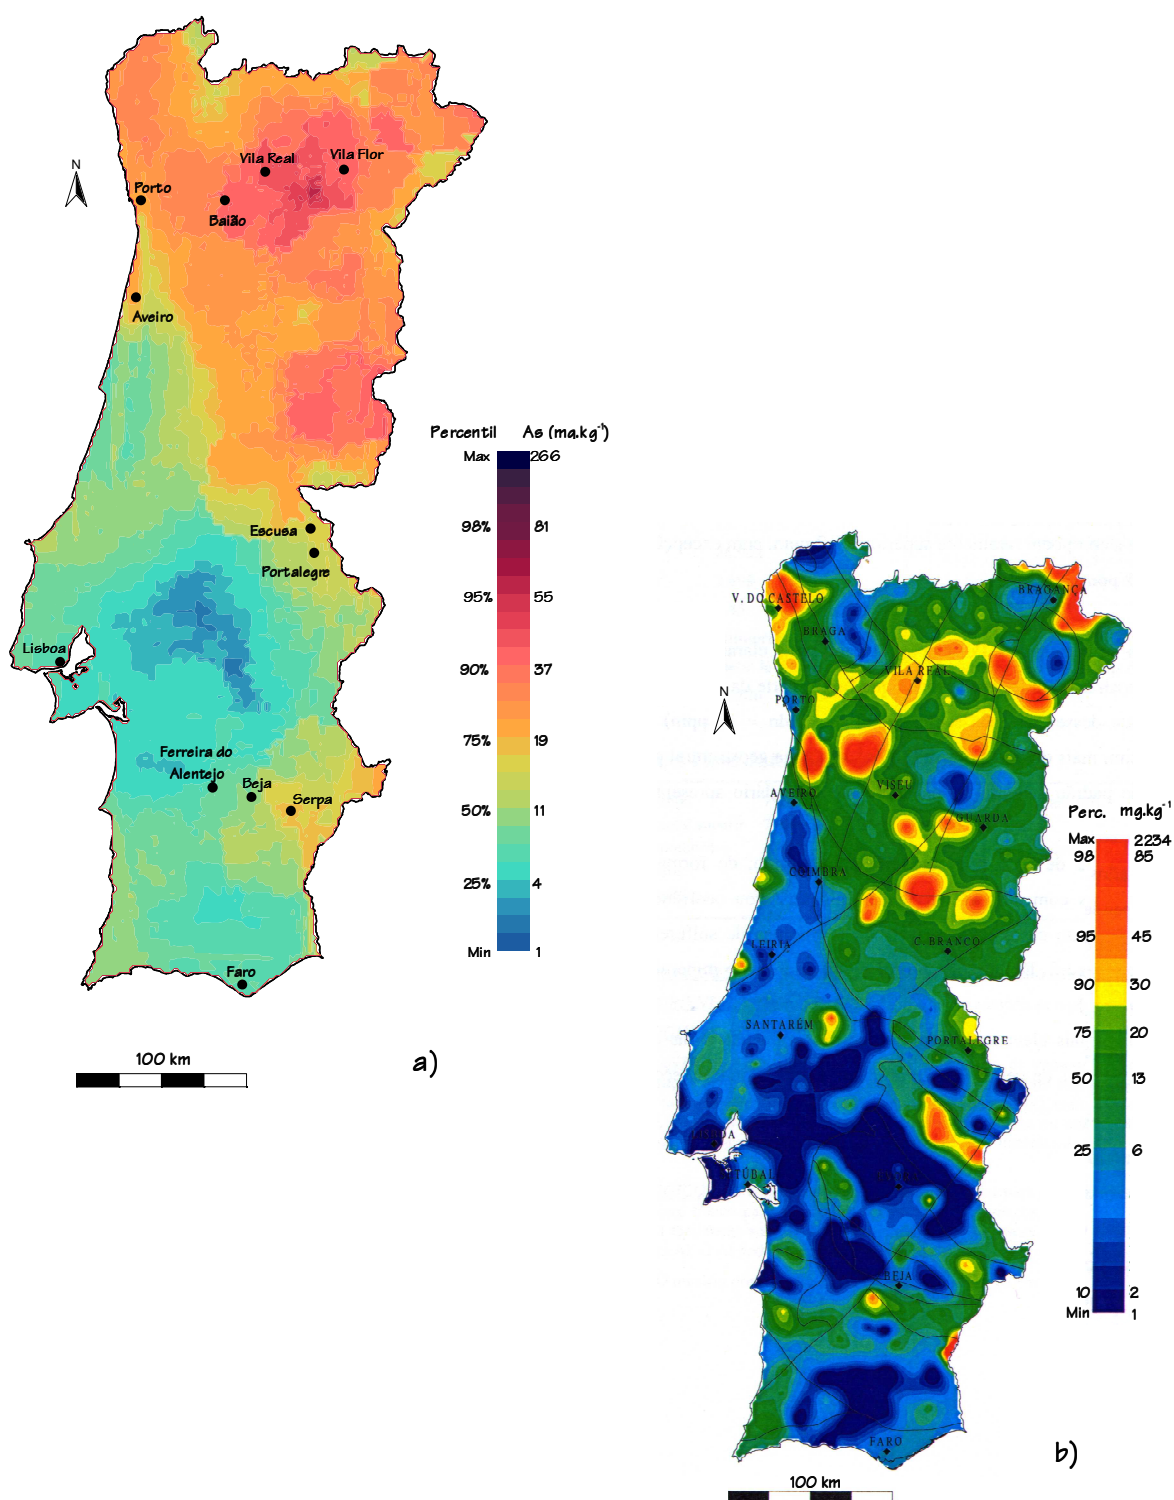 N
Vila Real
Vila Flor
Porto
Baião
Aveiro
Escusa
Portalegre
Lisboa
Ferreira do
Alentejo
Beja
Serpa
Faro
100 km
a)
Percentil As (mg.kg⁻¹)
Max 266
98% 81
95% 55
90% 37
75% 19
50% 11
25% 4
Min 1
V. DO CASTELO
BRAGANÇA
BRAGA
VILA REAL
N
PORTO
VISEU
AVEIRO
GUARDA
COIMBRA
C. BRANCO
LEIRIA
SANTARÉM
PORTALEGRE
BEJA
FARO
Perc. mg.kg⁻¹
Max 2234
98 85
95 45
90 30
75 20
50 13
25 6
10 2
Min 1
b)
100 km